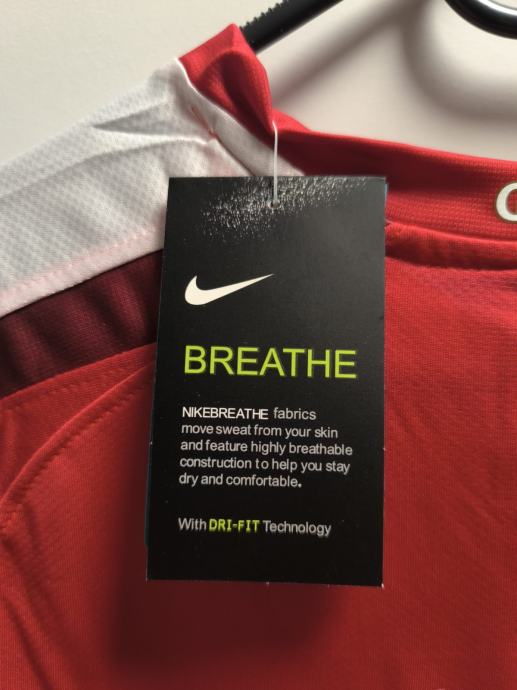 BREATHE
NIKEBREATHE fabrics
move sweat from your skin
and feature highly breathable
construction to help you stay
dry and comfortable.
With DRI-FIT Technology